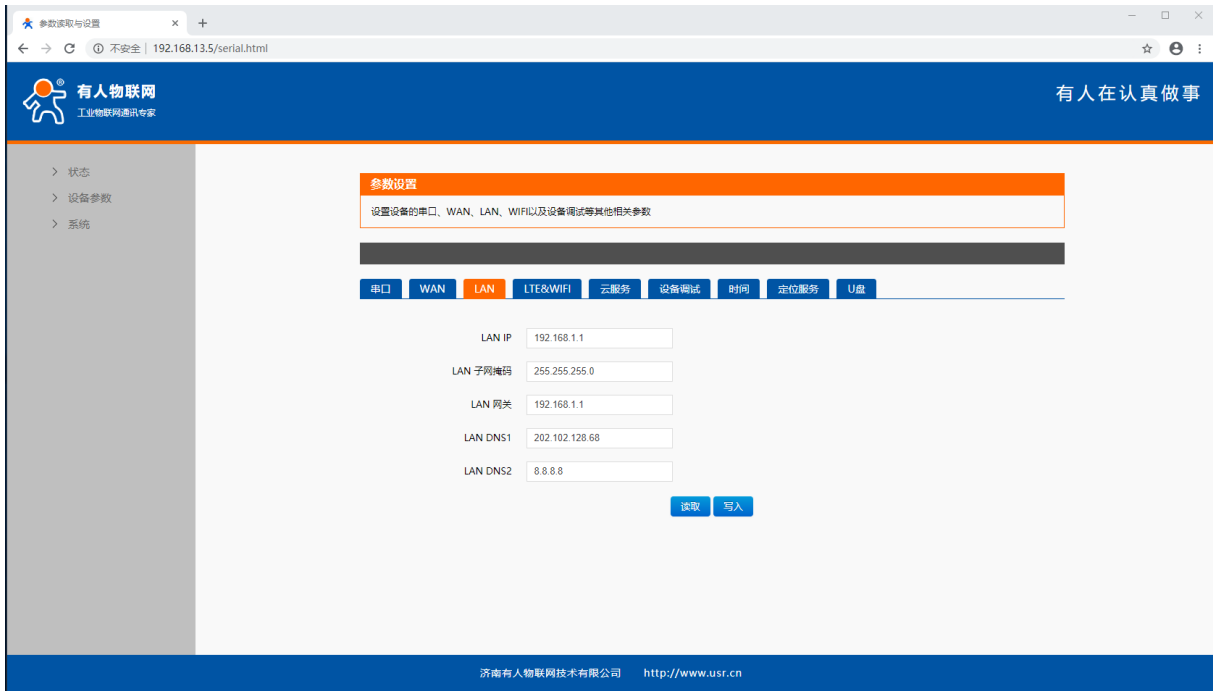 参数读取与设置
不安全 | 192.168.13.5/serial.html
有人物联网
工业物联网通讯专家
有人在认真做事
状态
设备参数
系统
参数设置
设置设备的串口、WAN、LAN、WIFI以及设备调试等其他相关参数
串口 WAN LAN LTE&WIFI 云服务 设备调试 时间 定位服务 U盘
LAN IP 192.168.1.1
LAN 子网掩码 255.255.255.0
LAN 网关 192.168.1.1
LAN DNS1 202.102.128.68
LAN DNS2 8.8.8.8
读取 写入
济南有人物联网技术有限公司 http://www.usr.cn